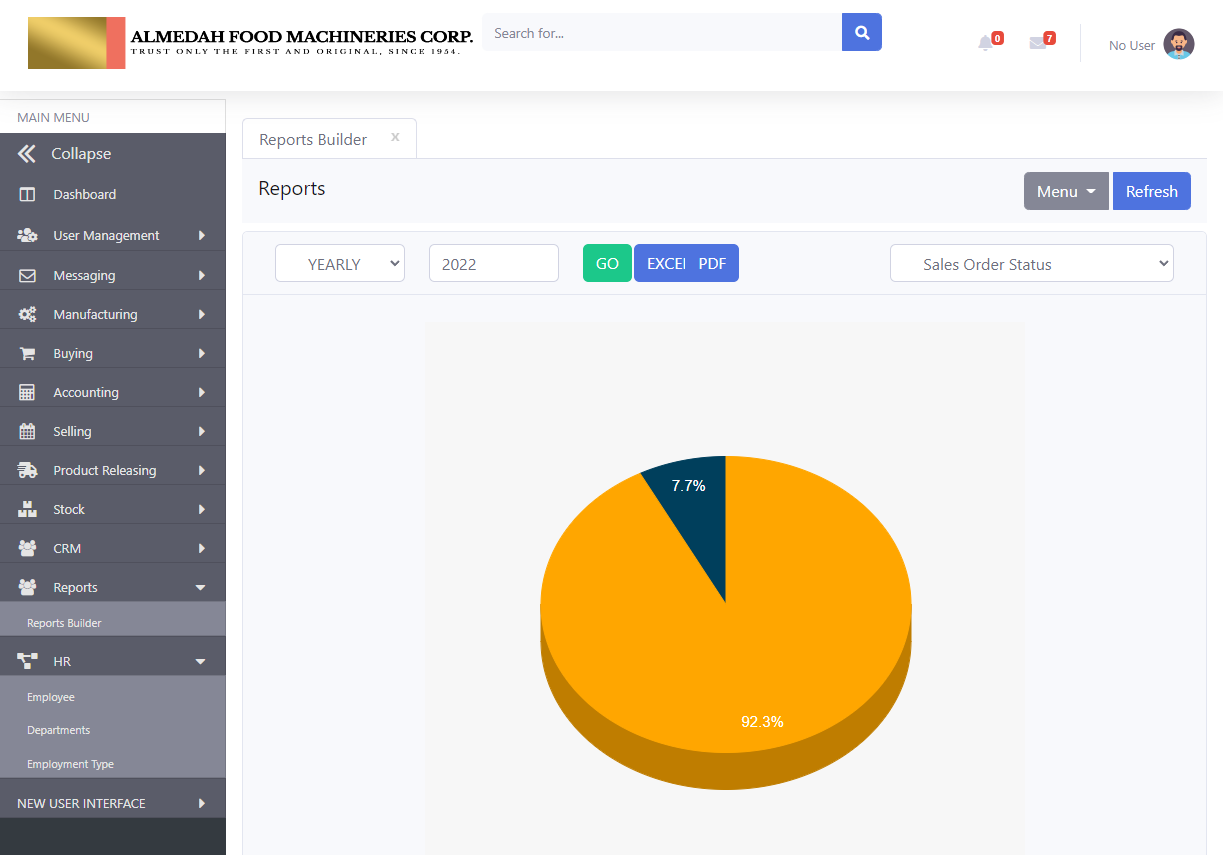 ALMEDAH FOOD MACHINERIES CORP.
TRUST ONLY THE FIRST AND ORIGINAL, SINCE 1954.
Search for...
0
7
No User
MAIN MENU
Collapse
Dashboard
User Management
Messaging
Manufacturing
Buying
Accounting
Selling
Product Releasing
Stock
CRM
Reports
Reports Builder
HR
Employee
Departments
Employment Type
NEW USER INTERFACE
Reports Builder x
Reports
Menu
Refresh
YEARLY
2022
GO
EXCEL
PDF
Sales Order Status
7.7%
92.3%